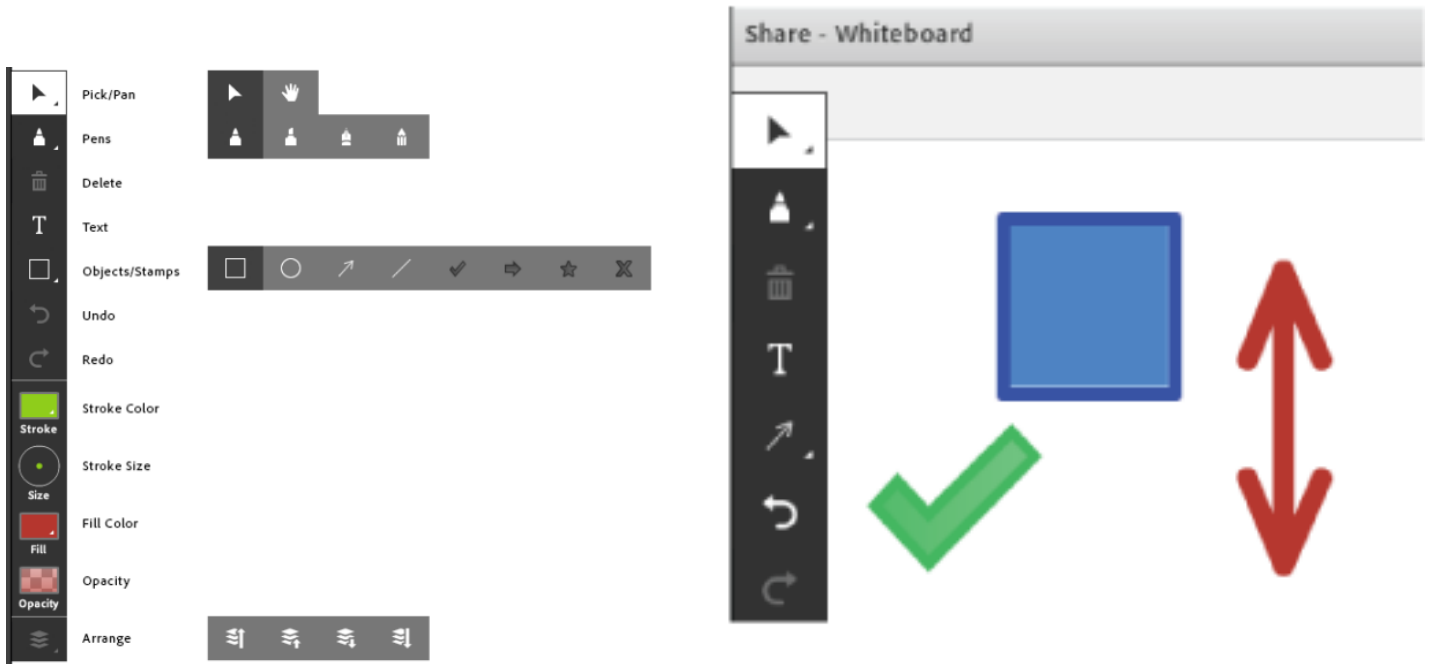 Share - Whiteboard
Pick/Pan
Pens
Delete
T
Text
Objects/Stamps
Undo
Redo
Stroke Color
Stroke
Stroke Size
Size
Fill Color
Fill
Opacity
Opacity
Arrange
T